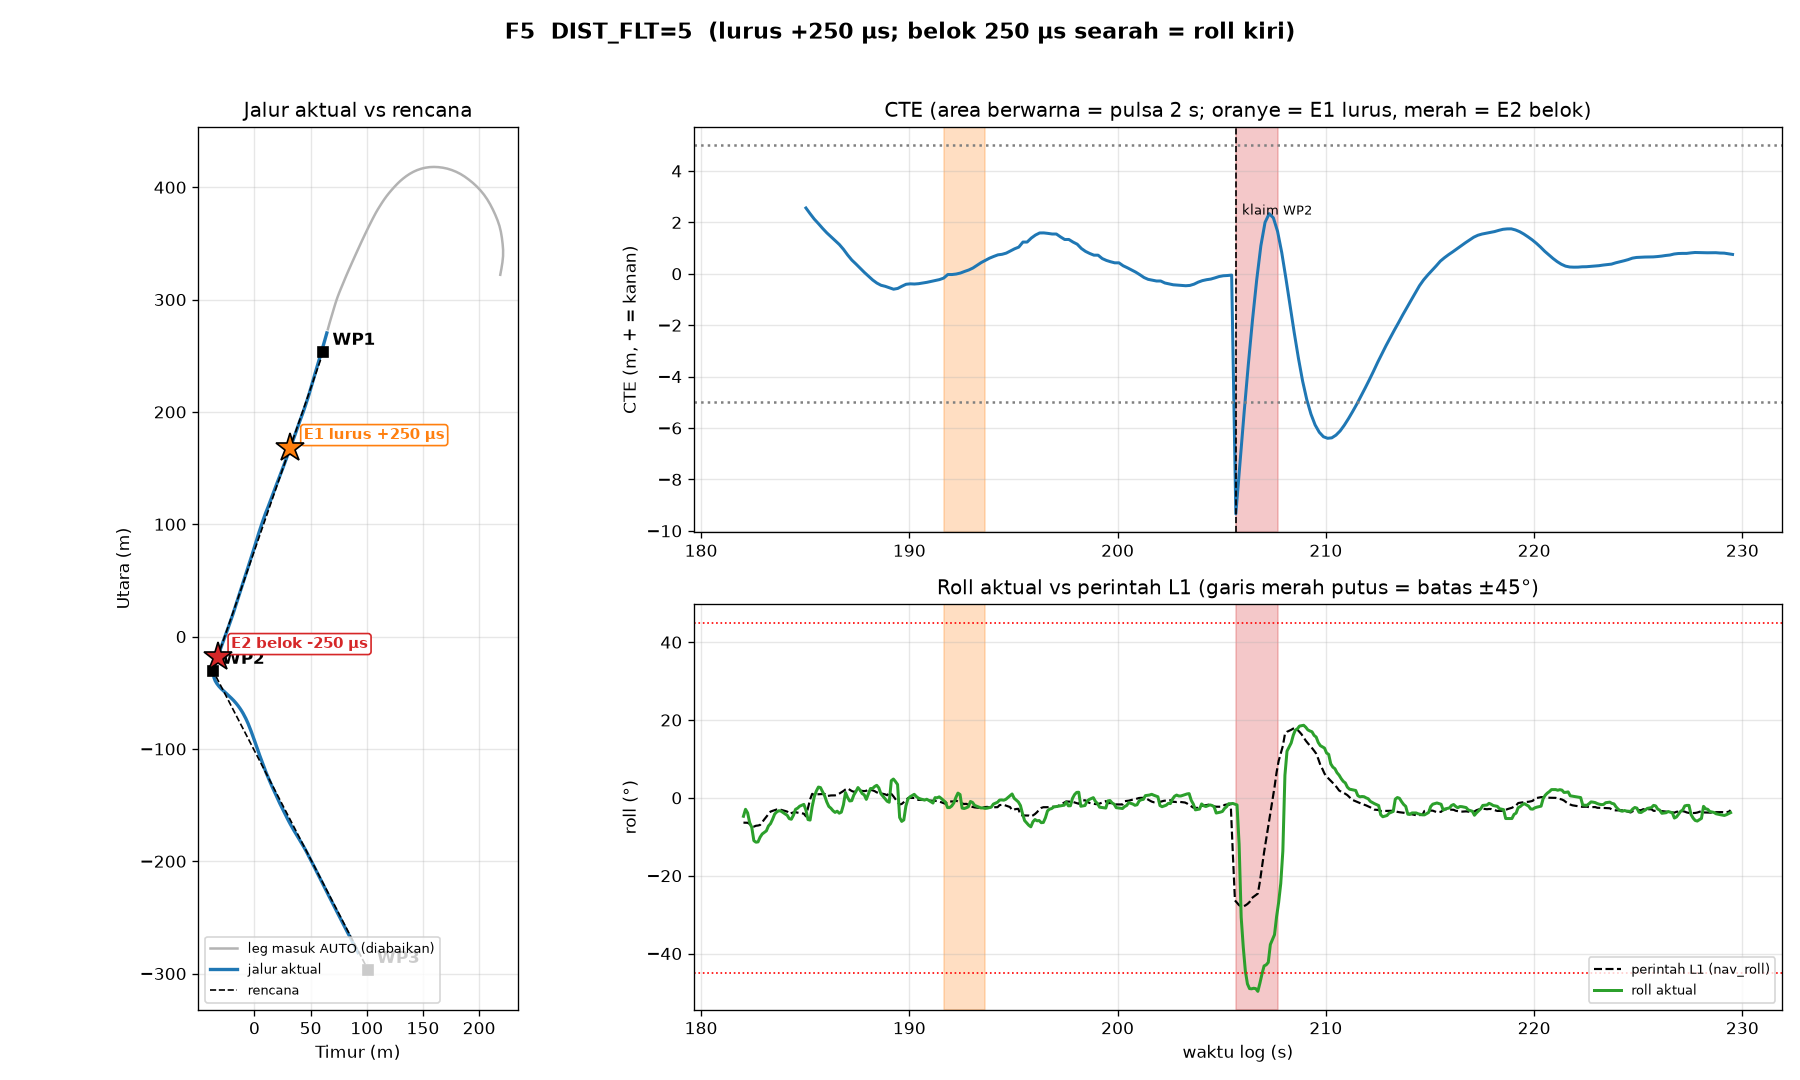 F5  DIST_FLT=5  (lurus +250 µs; belok 250 µs searah = roll kiri)
Jalur aktual vs rencana
400
300
200
100
0
−100
−200
−300
Utara (m)
0
50
100
150
200
Timur (m)
WP1
E1 lurus +250 µs
E2 belok -250 µs
WP2
WP3
leg masuk AUTO (diabaikan)
jalur aktual
rencana
CTE (area berwarna = pulsa 2 s; oranye = E1 lurus, merah = E2 belok)
4
2
0
−2
−4
−6
−8
−10
CTE (m, + = kanan)
klaim WP2
180
190
200
210
220
230
Roll aktual vs perintah L1 (garis merah putus = batas ±45°)
40
20
0
−20
−40
roll (°)
perintah L1 (nav_roll)
roll aktual
180
190
200
210
220
230
waktu log (s)